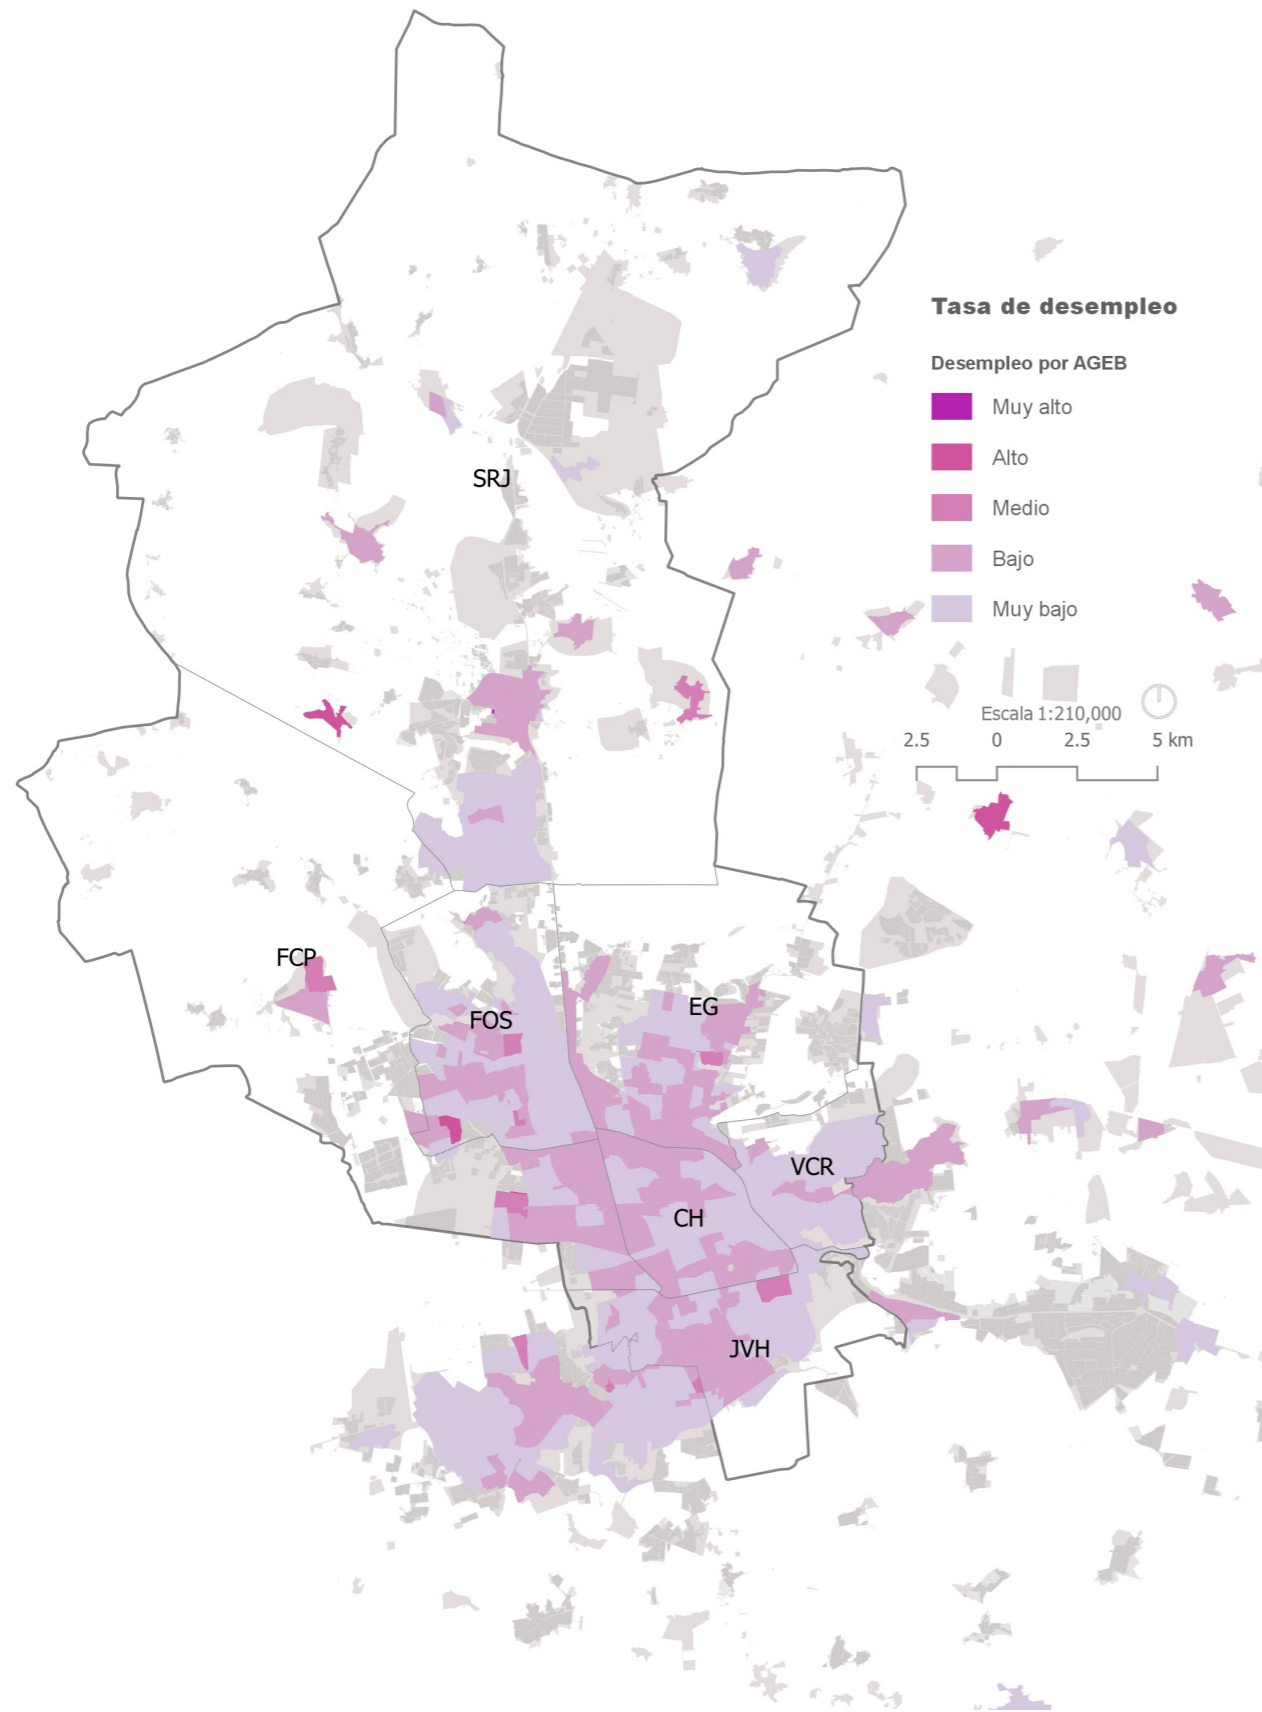 Tasa de desempleo
Desempleo por AGEB
Muy alto
Alto
Medio
Bajo
Muy bajo
SRJ
Escala 1:210,000
2.5 0 2.5 5 km
FCP
EG
FOS
VCR
CH
JVH